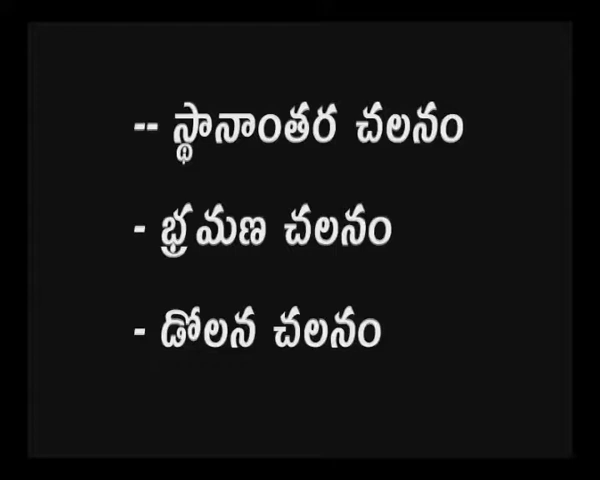 -- స్థానాంతర చలనం
- భ్రమణ చలనం
- డోలన చలనం